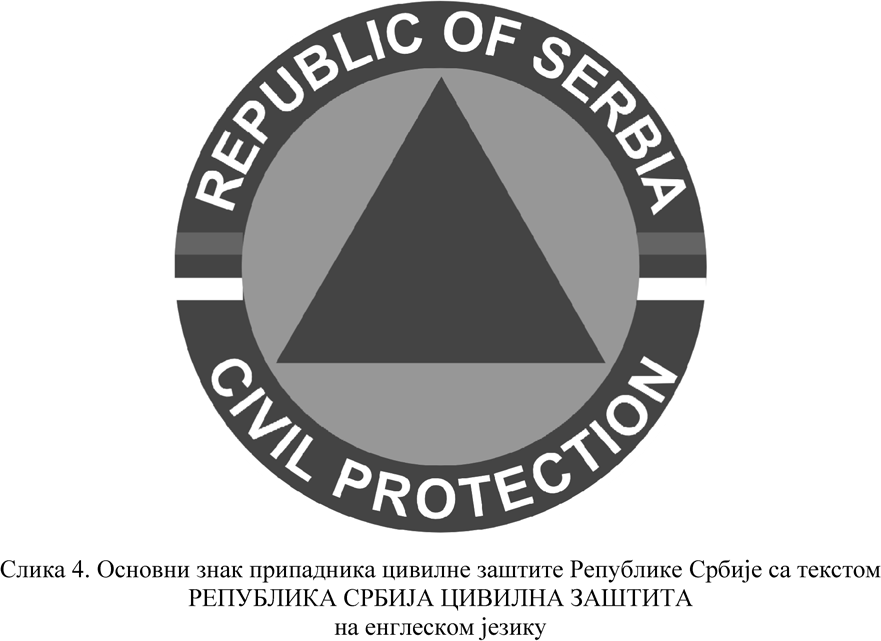 REPUBLIC OF SERBIA
CIVIL PROTECTION
Слика 4. Основни знак припадника цивилне заштите Републике Србије са текстом
РЕПУБЛИКА СРБИЈА ЦИВИЛНА ЗАШТИТА
на енглеском језику